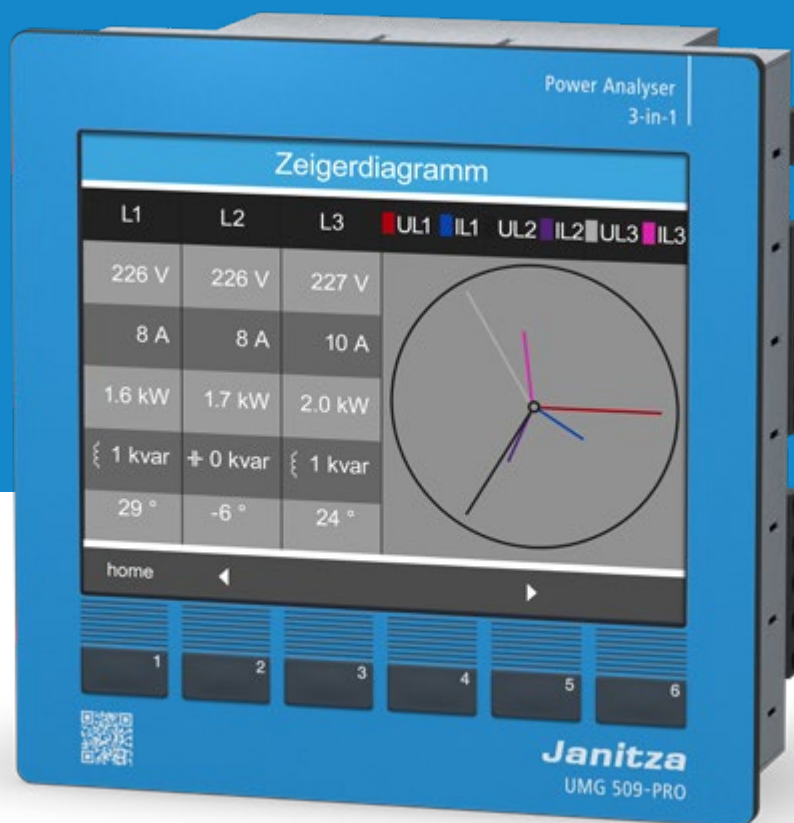 Power Analyser
3-in-1
Zeigerdiagramm
L1 L2 L3 UL1 IL1 UL2 IL2 UL3 IL3
226 V 226 V 227 V
8 A 8 A 10 A
1.6 kW 1.7 kW 2.0 kW
1 kvar 0 kvar 1 kvar
29 ° -6 ° 24 °
home
1 2 3 4 5 6
Janitza
UMG 509-PRO